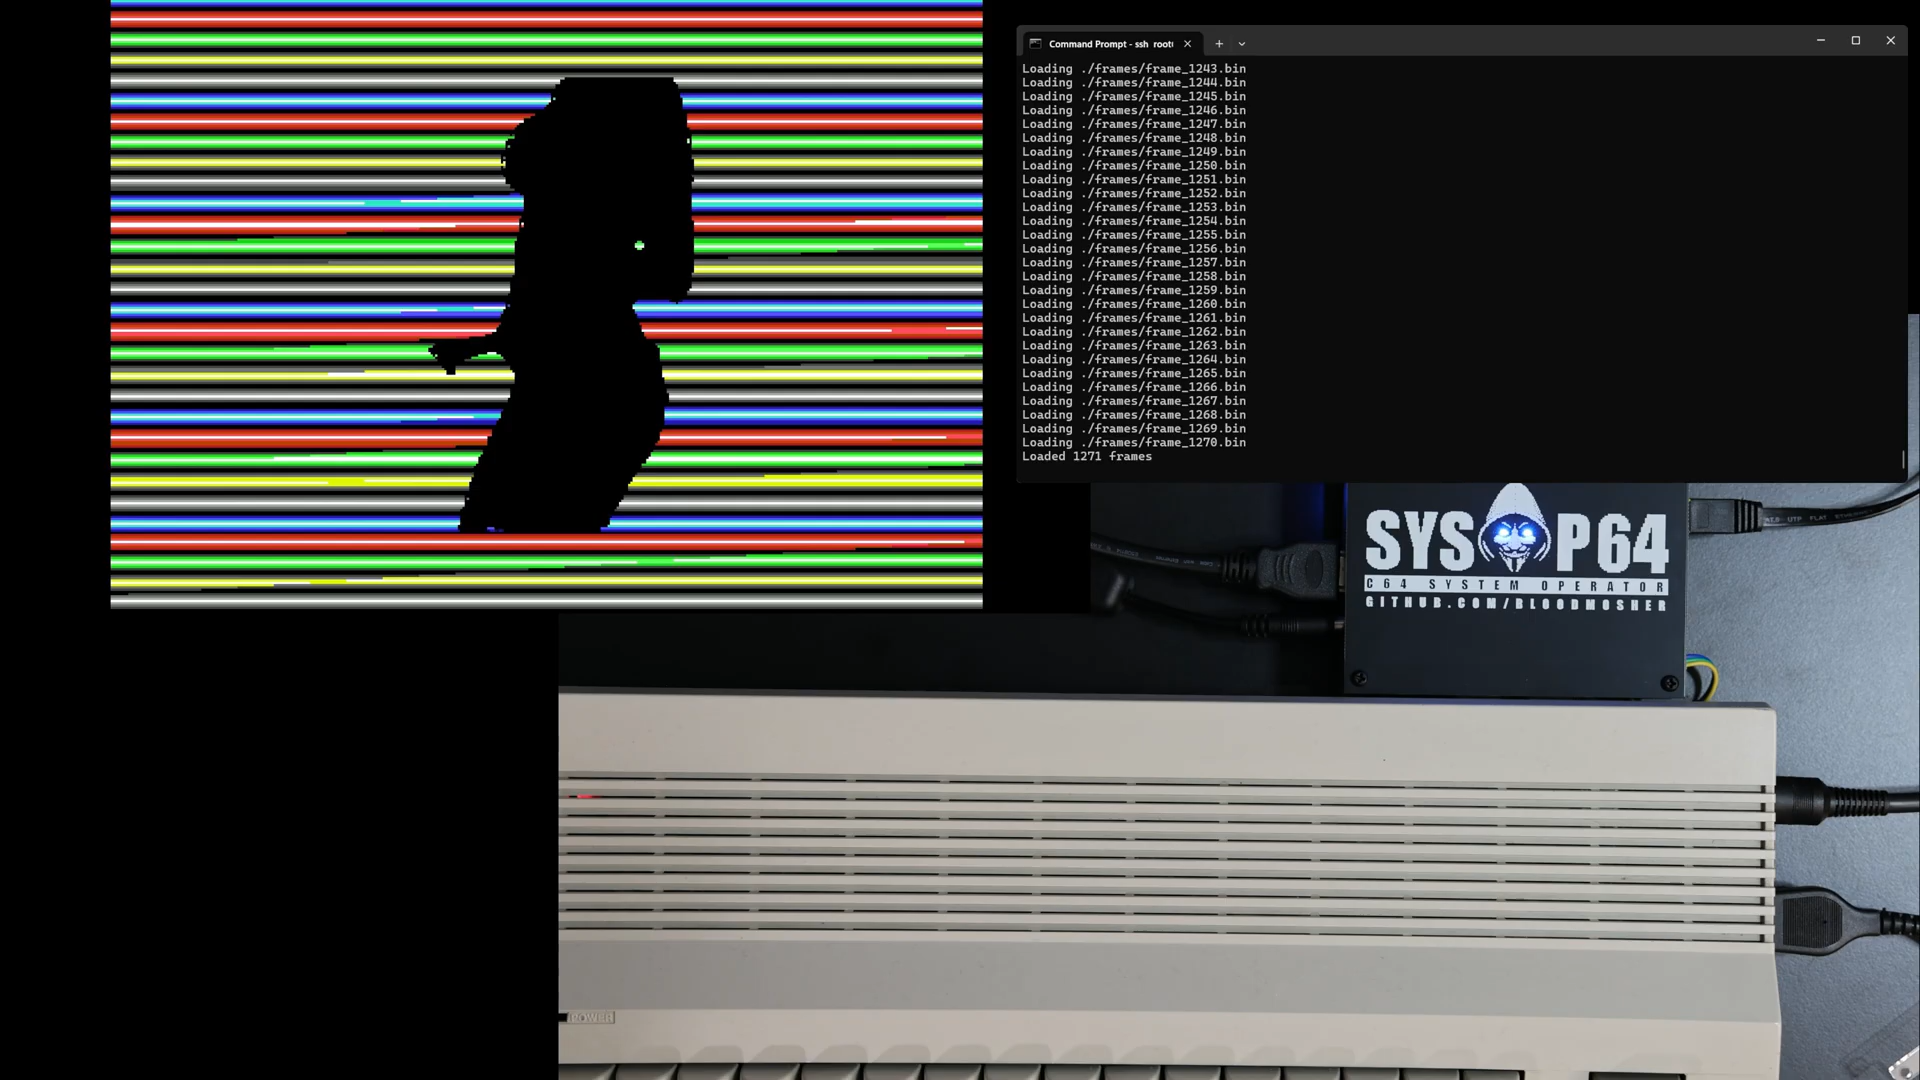 Command Prompt - ssh root
Loading ./frames/frame_1243.bin
Loading ./frames/frame_1244.bin
Loading ./frames/frame_1245.bin
Loading ./frames/frame_1246.bin
Loading ./frames/frame_1247.bin
Loading ./frames/frame_1248.bin
Loading ./frames/frame_1249.bin
Loading ./frames/frame_1250.bin
Loading ./frames/frame_1251.bin
Loading ./frames/frame_1252.bin
Loading ./frames/frame_1253.bin
Loading ./frames/frame_1254.bin
Loading ./frames/frame_1255.bin
Loading ./frames/frame_1256.bin
Loading ./frames/frame_1257.bin
Loading ./frames/frame_1258.bin
Loading ./frames/frame_1259.bin
Loading ./frames/frame_1260.bin
Loading ./frames/frame_1261.bin
Loading ./frames/frame_1262.bin
Loading ./frames/frame_1263.bin
Loading ./frames/frame_1264.bin
Loading ./frames/frame_1265.bin
Loading ./frames/frame_1266.bin
Loading ./frames/frame_1267.bin
Loading ./frames/frame_1268.bin
Loading ./frames/frame_1269.bin
Loading ./frames/frame_1270.bin
Loaded 1271 frames
SYS P64
C64 SYSTEM OPERATOR
GITHUB.COM/BLOODMOSHER
POWER